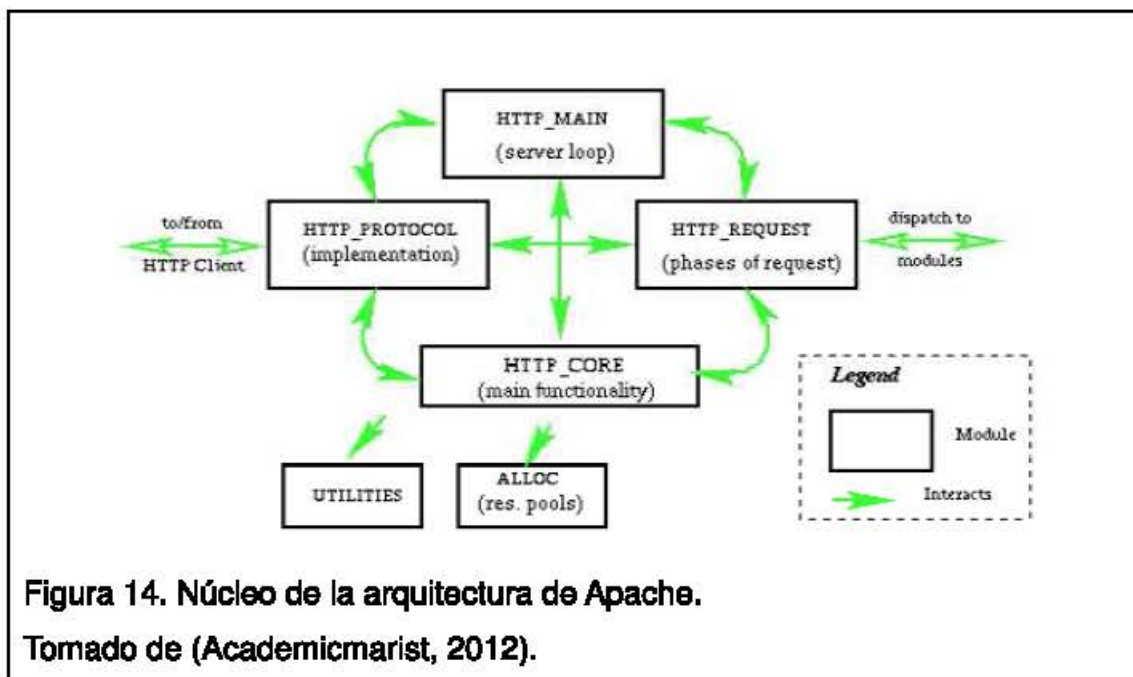 HTTP_MAIN
(server loop)
to/from
HTTP Client
HTTP_PROTOCOL
(implementation)
HTTP_REQUEST
(phases of request)
dispatch to
modules
HTTP_CORE
(main functionality)
Legend
Module
Interacts
UTILITIES
ALLOC
(res. pools)
Figura 14. Núcleo de la arquitectura de Apache.
Tomado de (Academicmarist, 2012).